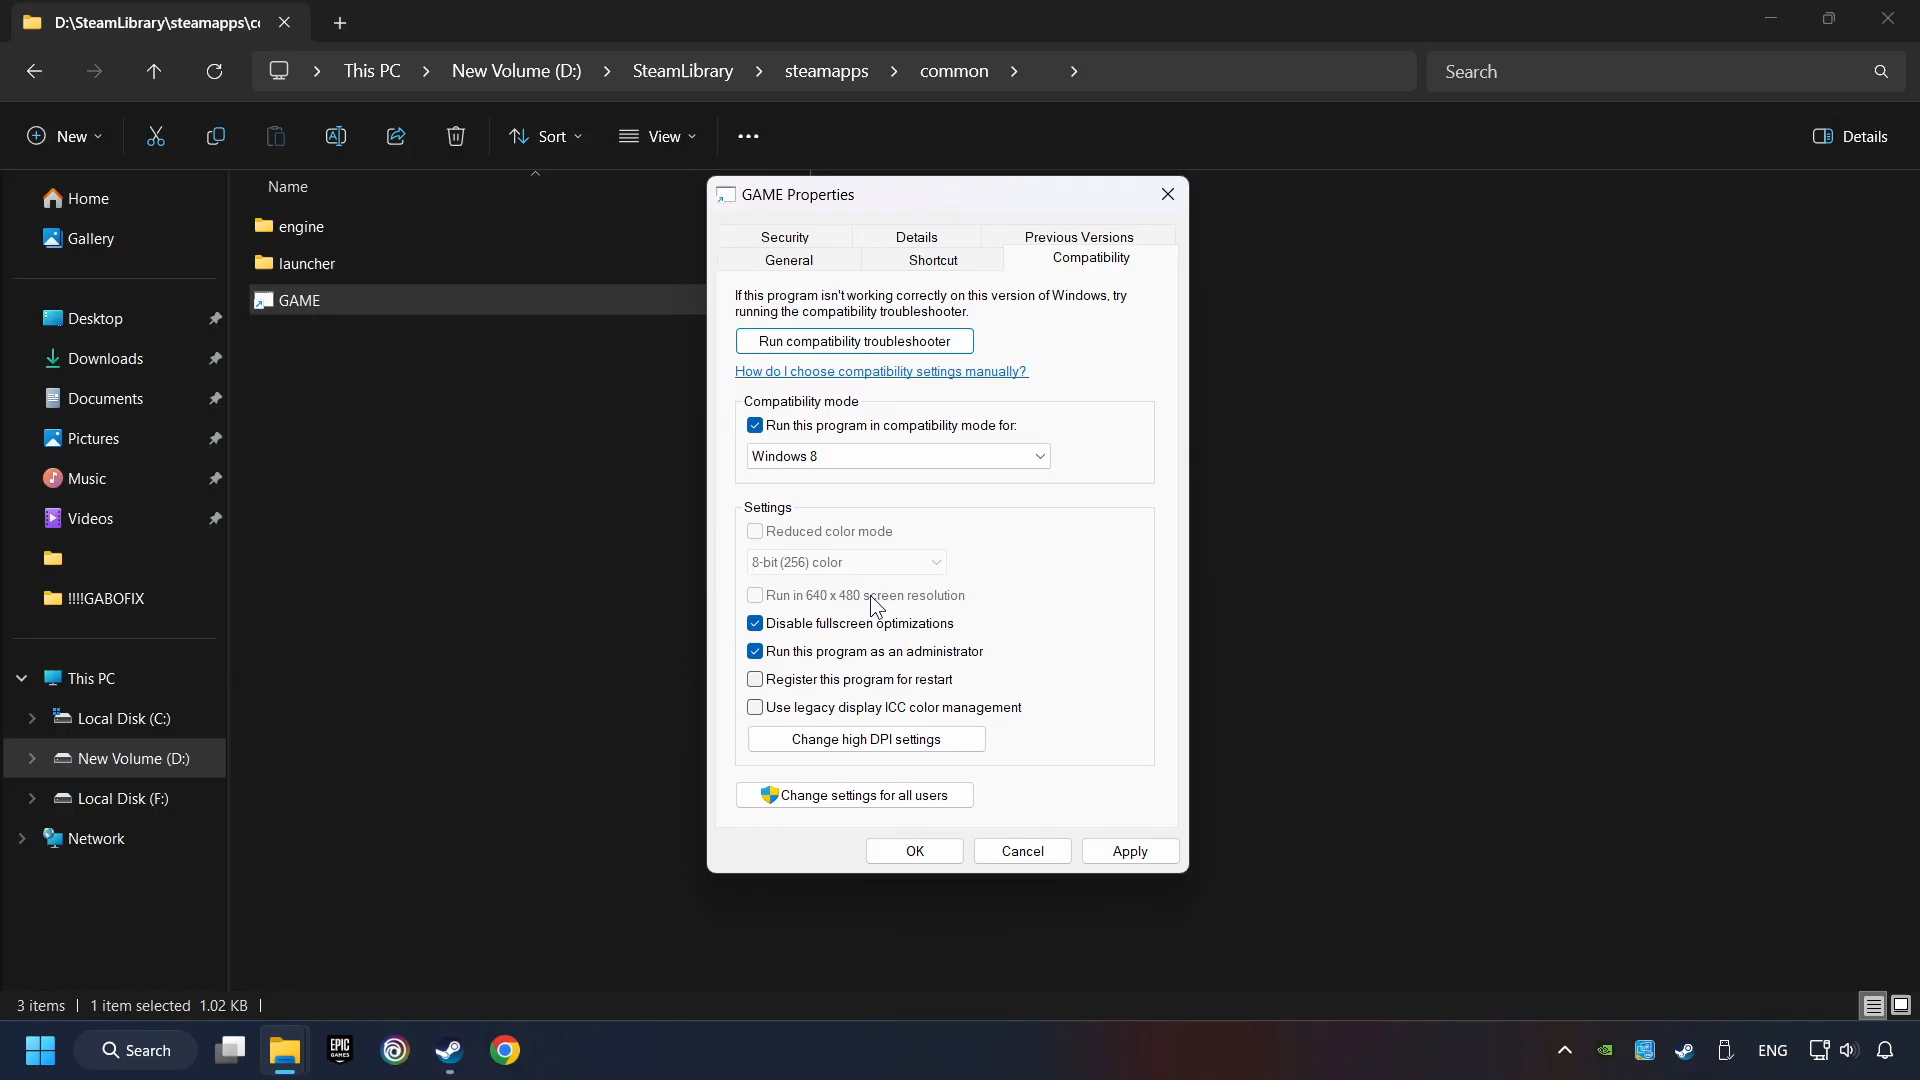 D:\SteamLibrary\steamapps\cc
This PC
New Volume (D:)
SteamLibrary
steamapps
common
Search
New
Sort
View
Details
Home
Gallery
Desktop
Downloads
Documents
Pictures
Music
Videos
!!!!GABOFIX
This PC
Local Disk (C:)
New Volume (D:)
Local Disk (F:)
Network
Name
engine
launcher
GAME
GAME Properties
Security
Details
Previous Versions
General
Shortcut
Compatibility
If this program isn't working correctly on this version of Windows, try
running the compatibility troubleshooter.
Run compatibility troubleshooter
How do I choose compatibility settings manually?
Compatibility mode
Run this program in compatibility mode for:
Windows 8
Settings
Reduced color mode
8-bit (256) color
Run in 640 x 480 screen resolution
Disable fullscreen optimizations
Run this program as an administrator
Register this program for restart
Use legacy display ICC color management
Change high DPI settings
Change settings for all users
OK
Cancel
Apply
3 items
1 item selected 1.02 KB
Search
EPIC
GAMES
ENG